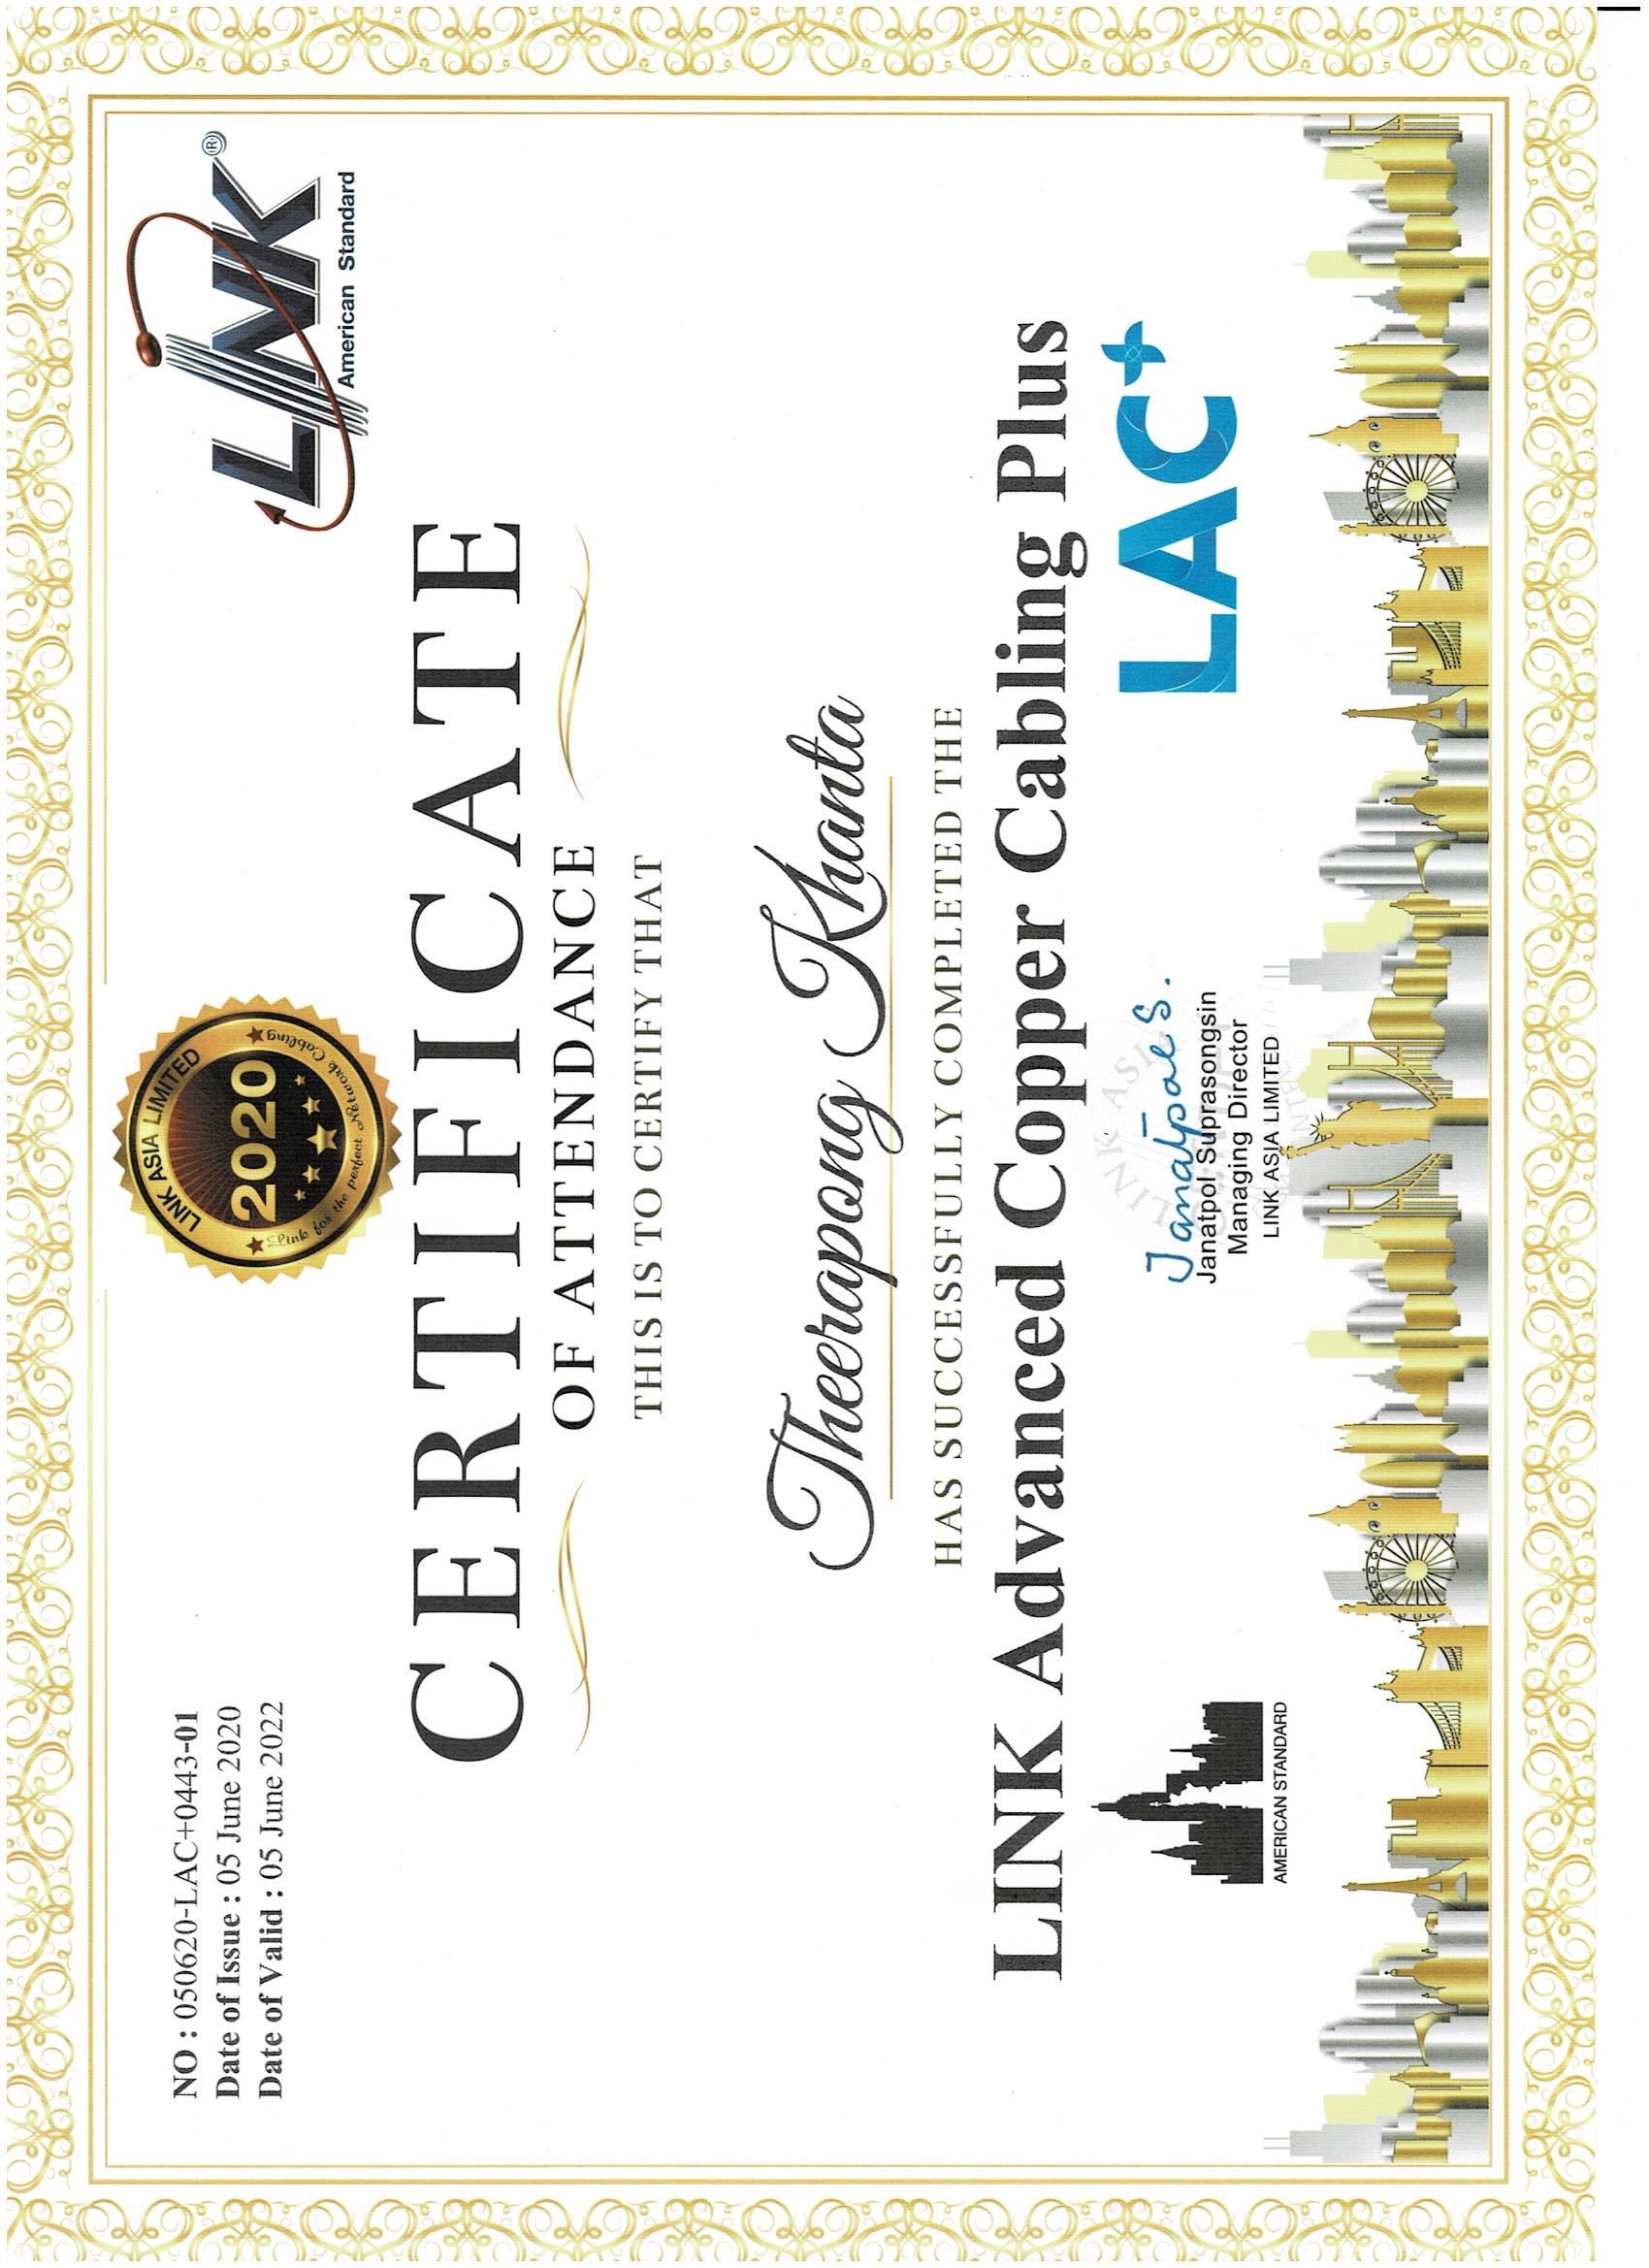 NO : 050620-LAC+0443-01
Date of Issue : 05 June 2020
Date of Valid : 05 June 2022
LINK ASIA LIMITED
2020
Link for the perfect Network Cabling
LINK®
American Standard
CERTIFICATE
OF ATTENDANCE
THIS IS TO CERTIFY THAT
Theerapong Khanta
HAS SUCCESSFULLY COMPLETED THE
LINK Advanced Copper Cabling Plus
AMERICAN STANDARD
LINK ASIA
Janatpol S.
Janatpol Suprasongsin
Managing Director
LINK ASIA LIMITED
LAC+